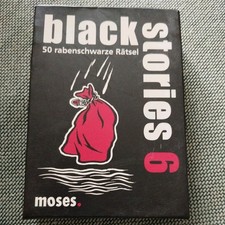 black
stories 6
50 rabenschwarze Rätsel
moses.